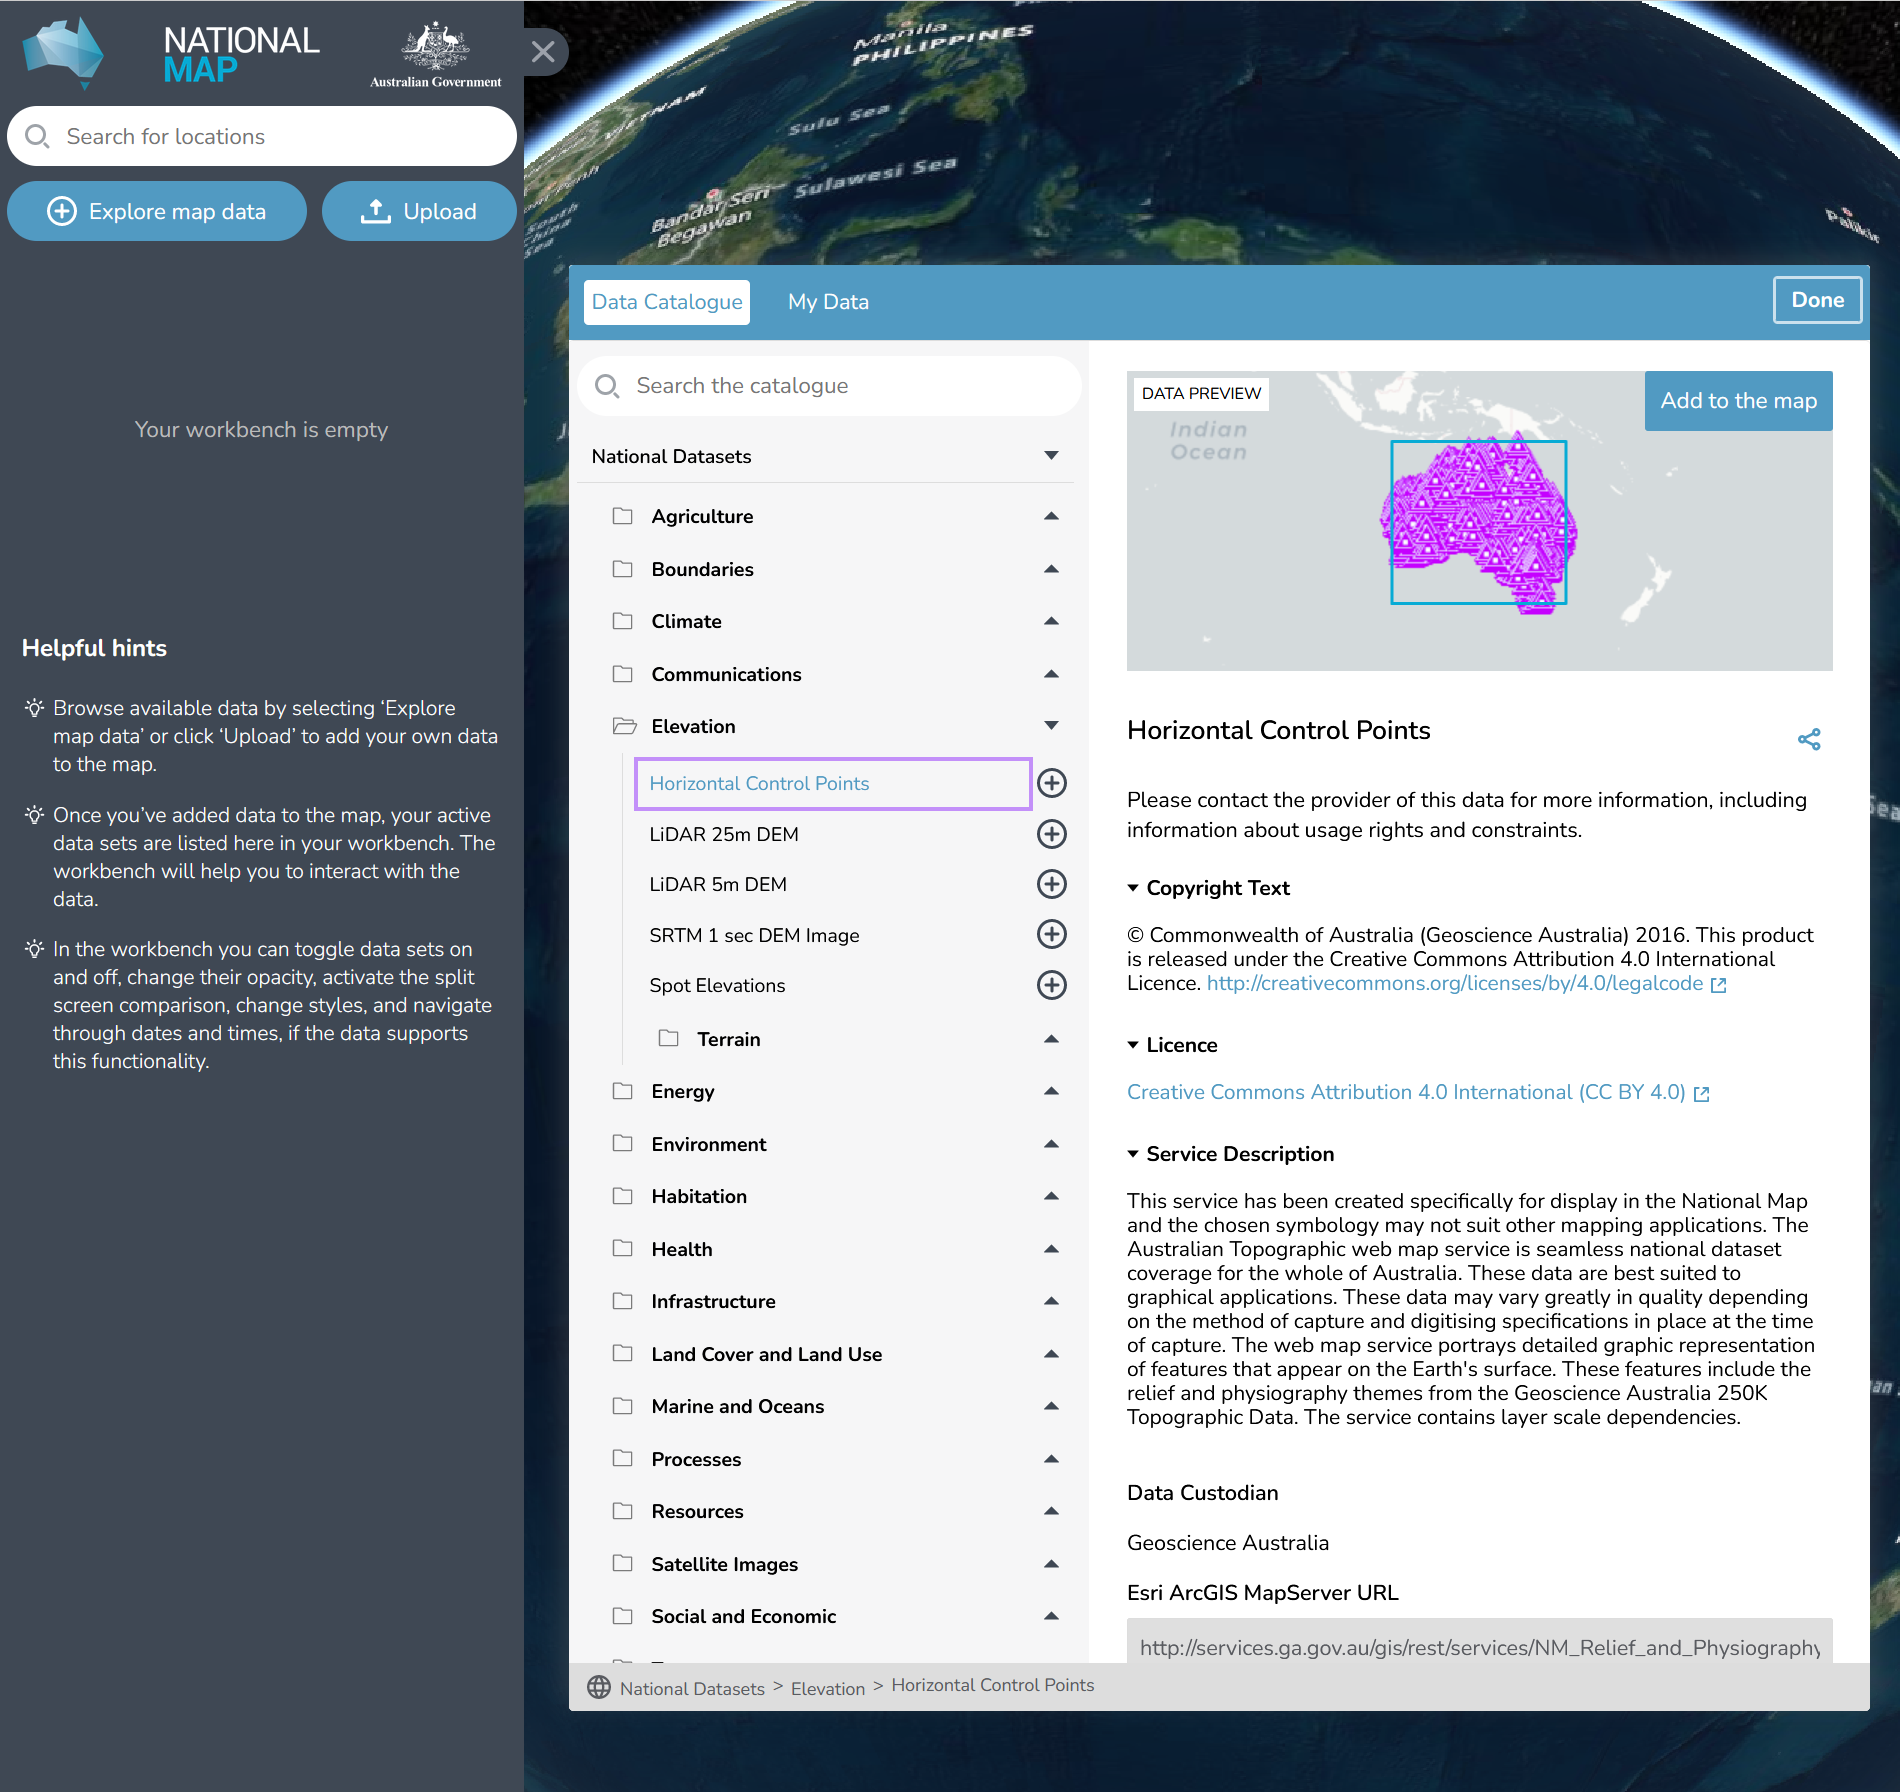 NATIONAL
MAP
Australian Government
Search for locations
Explore map data
Upload
Your workbench is empty
Helpful hints
Browse available data by selecting ‘Explore
map data’ or click ‘Upload’ to add your own data
to the map.
Once you’ve added data to the map, your active
data sets are listed here in your workbench. The
workbench will help you to interact with the
data.
In the workbench you can toggle data sets on
and off, change their opacity, activate the split
screen comparison, change styles, and navigate
through dates and times, if the data supports
this functionality.
Manila
PHILIPPINES
VIETNAM
Sulu Sea
Sulawesi Sea
Bandar Seri
Begawan
South
China
Sea
Palikir
Data Catalogue
My Data
Done
Search the catalogue
National Datasets
Agriculture
Boundaries
Climate
Communications
Elevation
Horizontal Control Points
LiDAR 25m DEM
LiDAR 5m DEM
SRTM 1 sec DEM Image
Spot Elevations
Terrain
Energy
Environment
Habitation
Health
Infrastructure
Land Cover and Land Use
Marine and Oceans
Processes
Resources
Satellite Images
Social and Economic
DATA PREVIEW
Add to the map
Indian
Ocean
Horizontal Control Points
Please contact the provider of this data for more information, including
information about usage rights and constraints.
Copyright Text
© Commonwealth of Australia (Geoscience Australia) 2016. This product
is released under the Creative Commons Attribution 4.0 International
Licence. http://creativecommons.org/licenses/by/4.0/legalcode
Licence
Creative Commons Attribution 4.0 International (CC BY 4.0)
Service Description
This service has been created specifically for display in the National Map
and the chosen symbology may not suit other mapping applications. The
Australian Topographic web map service is seamless national dataset
coverage for the whole of Australia. These data are best suited to
graphical applications. These data may vary greatly in quality depending
on the method of capture and digitising specifications in place at the time
of capture. The web map service portrays detailed graphic representation
of features that appear on the Earth's surface. These features include the
relief and physiography themes from the Geoscience Australia 250K
Topographic Data. The service contains layer scale dependencies.
Data Custodian
Geoscience Australia
Esri ArcGIS MapServer URL
http://services.ga.gov.au/gis/rest/services/NM_Relief_and_Physiography
National Datasets > Elevation > Horizontal Control Points